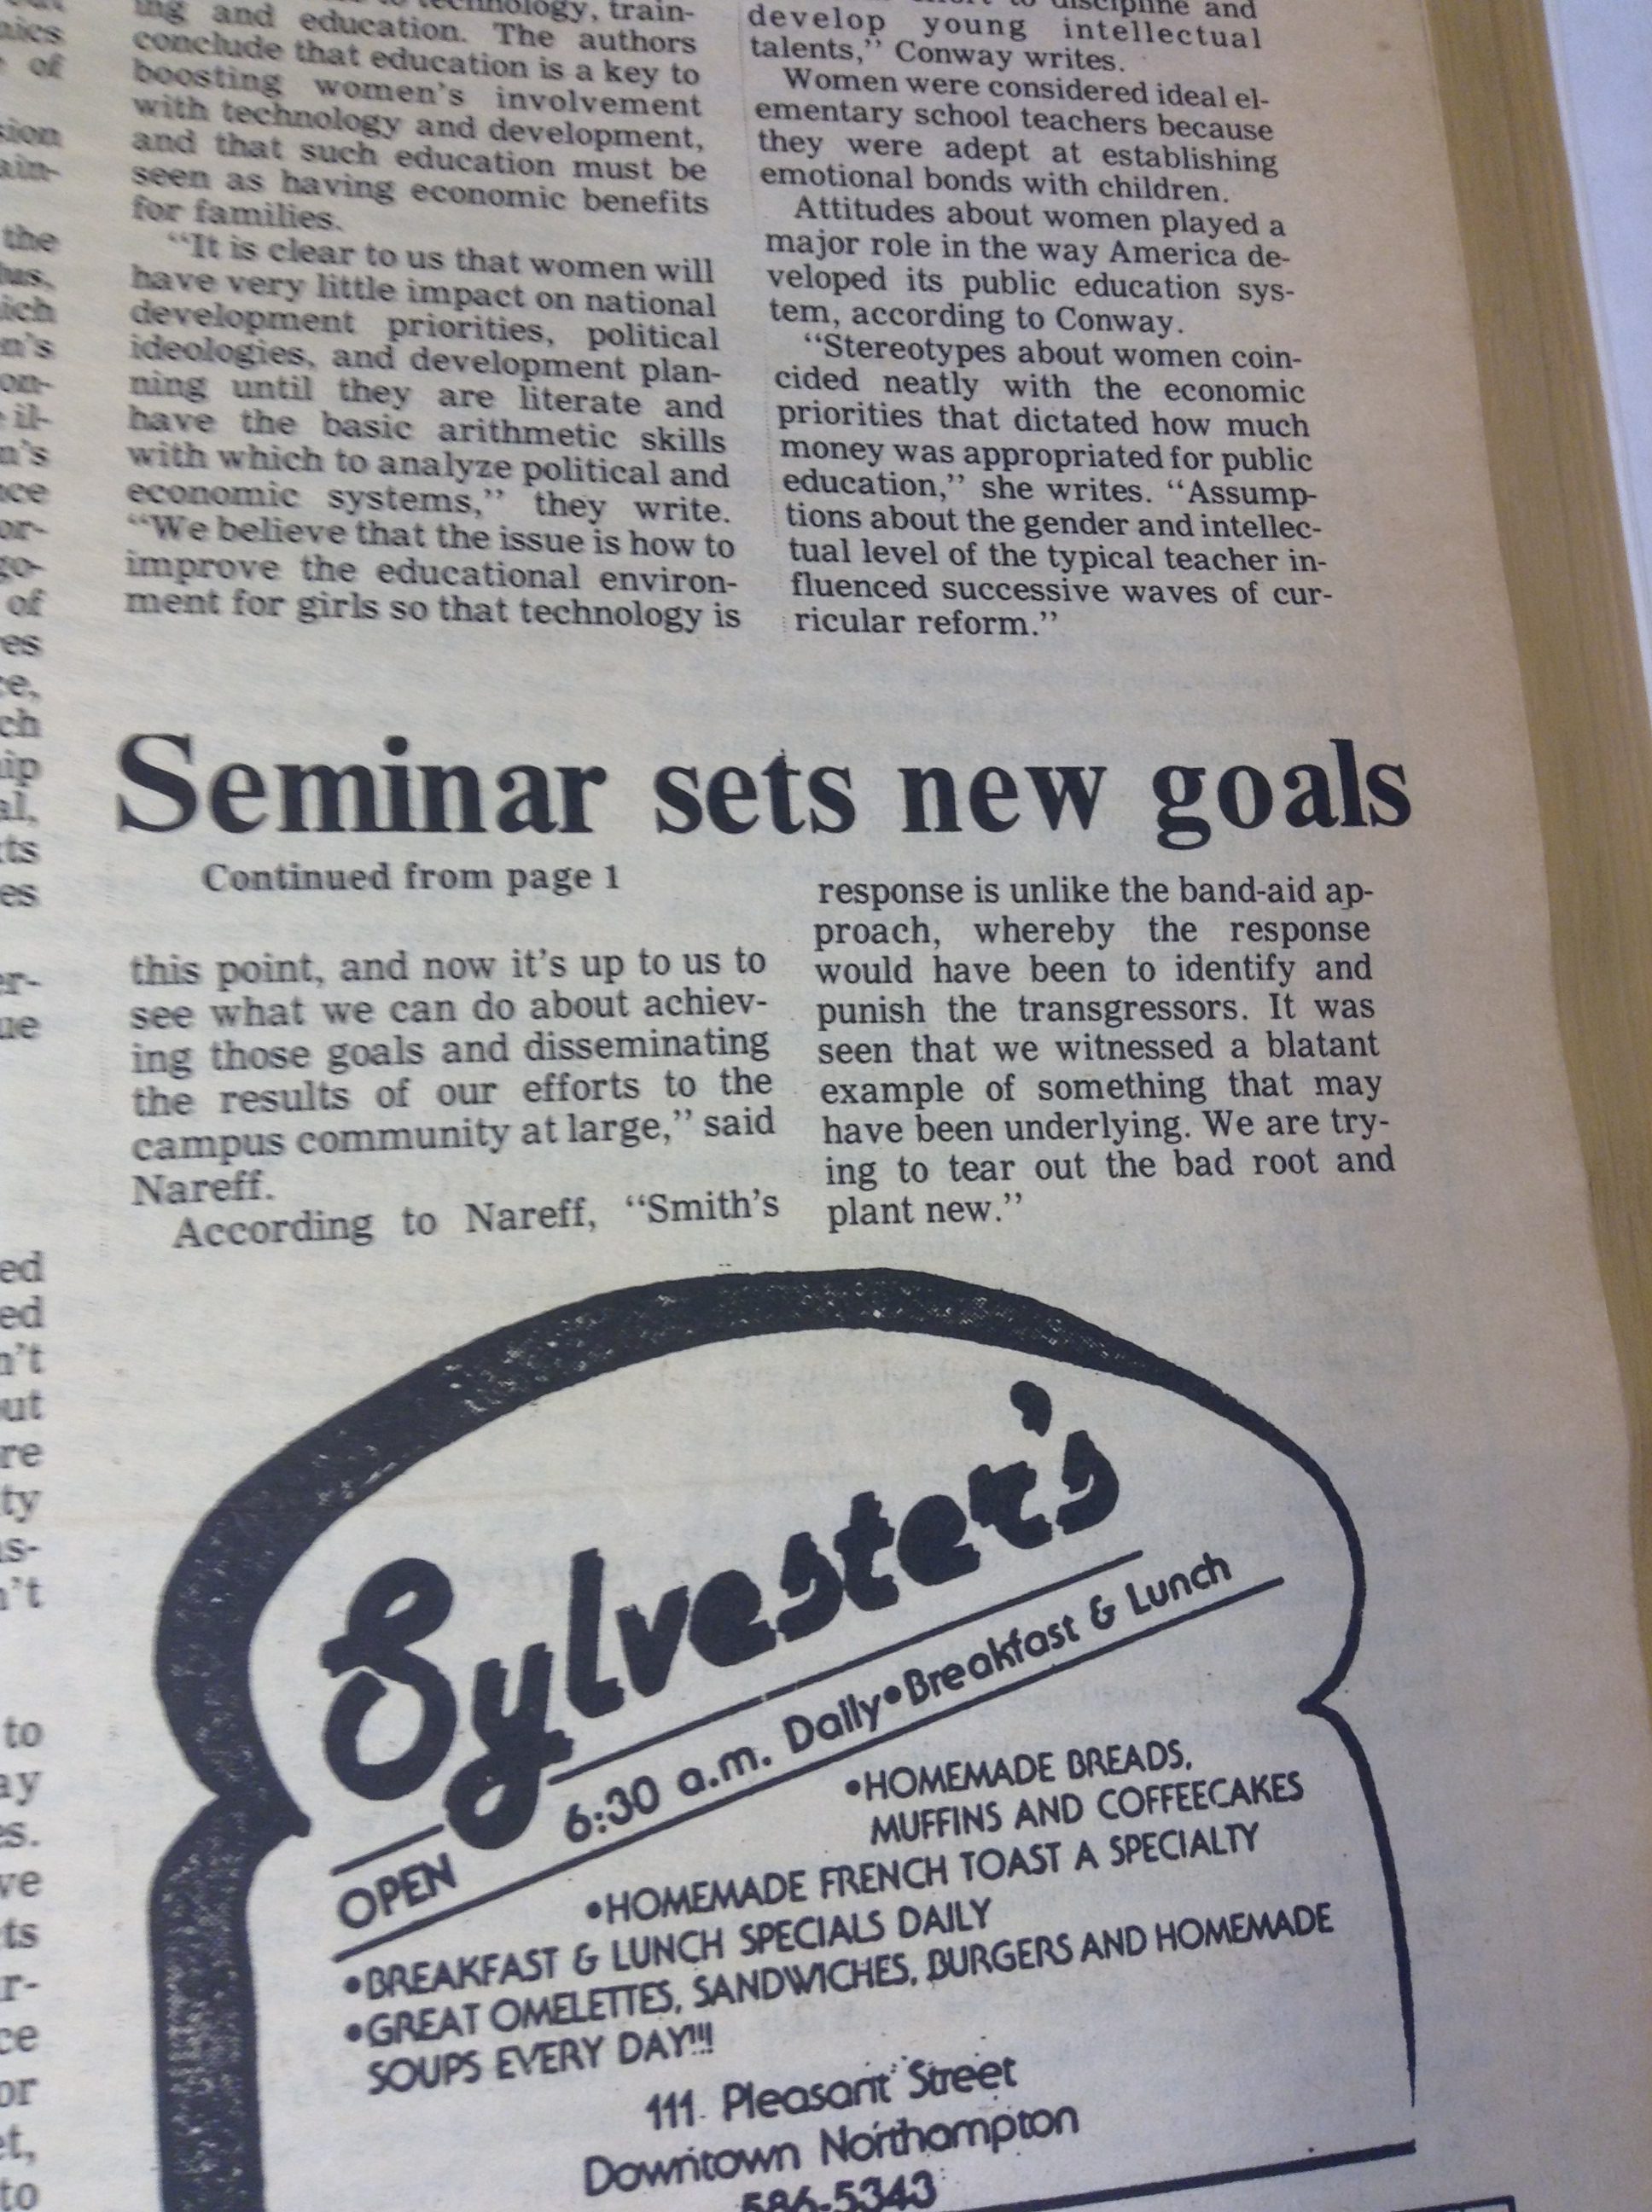 technology, train-
ing and education. The authors
conclude that education is a key to
boosting women's involvement
with technology and development,
and that such education must be
seen as having economic benefits
for families.
"It is clear to us that women will
have very little impact on national
development priorities, political
ideologies, and development plan-
ning until they are literate and
have the basic arithmetic skills
with which to analyze political and
economic systems," they write.
"We believe that the issue is how to
improve the educational environ-
ment for girls so that technology is
to discipline and
develop young intellectual
talents," Conway writes.
Women were considered ideal el-
ementary school teachers because
they were adept at establishing
emotional bonds with children.
Attitudes about women played a
major role in the way America de-
veloped its public education sys-
tem, according to Conway.
"Stereotypes about women coin-
cided neatly with the economic
priorities that dictated how much
money was appropriated for public
education," she writes. "Assump-
tions about the gender and intellec-
tual level of the typical teacher in-
fluenced successive waves of cur-
ricular reform."
Seminar sets new goals
Continued from page 1
this point, and now it's up to us to
see what we can do about achiev-
ing those goals and disseminating
the results of our efforts to the
campus community at large," said
Nareff.
According to Nareff, "Smith's
response is unlike the band-aid ap-
proach, whereby the response
would have been to identify and
punish the transgressors. It was
seen that we witnessed a blatant
example of something that may
have been underlying. We are try-
ing to tear out the bad root and
plant new."
Sylvester's
OPEN 6:30 a.m. Daily•Breakfast & Lunch
•HOMEMADE BREADS,
MUFFINS AND COFFEECAKES
•HOMEMADE FRENCH TOAST A SPECIALTY
•BREAKFAST & LUNCH SPECIALS DAILY
•GREAT OMELETTES, SANDWICHES, BURGERS AND HOMEMADE
SOUPS EVERY DAY!!!
111 Pleasant Street
Downtown Northampton
586-5343